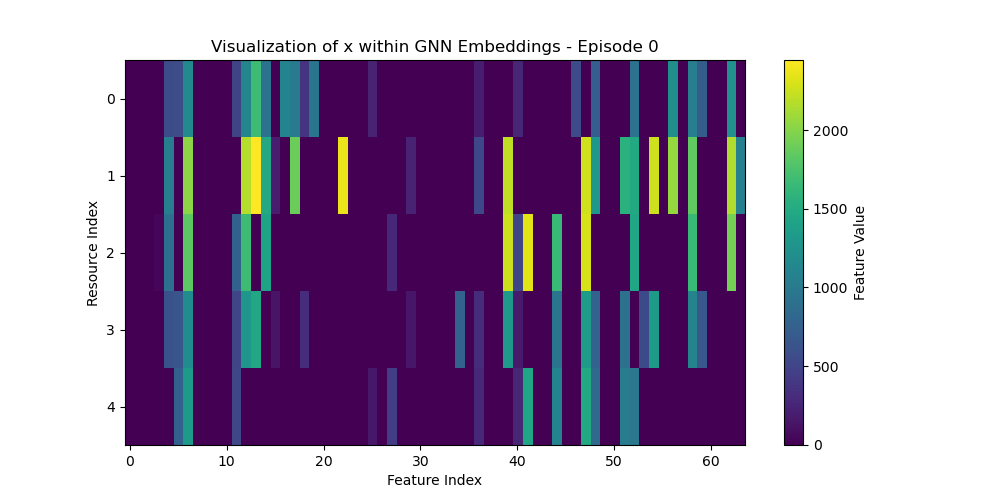 Visualization of x within GNN Embeddings - Episode 0
Resource Index
0
1
2
3
4
0 10 20 30 40 50 60
Feature Index
2000
1500
1000
500
0
Feature Value